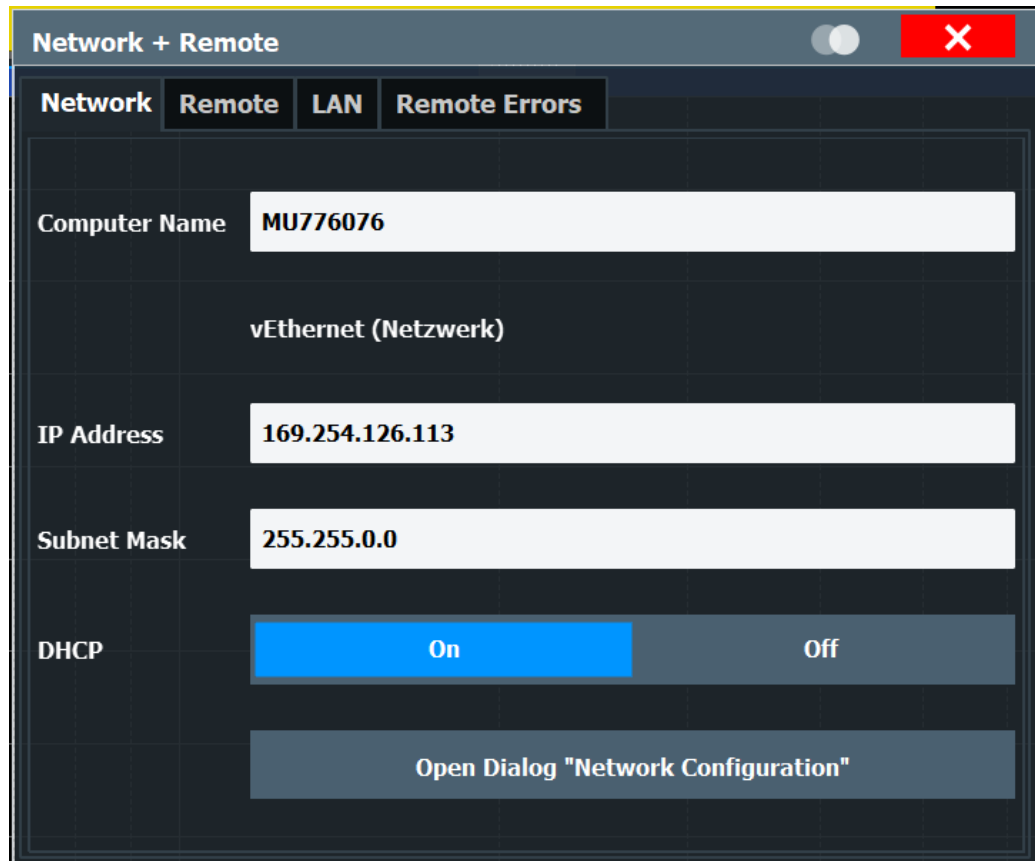 Network + Remote
Network Remote LAN Remote Errors
Computer Name MU776076
vEthernet (Netzwerk)
IP Address 169.254.126.113
Subnet Mask 255.255.0.0
DHCP On Off
Open Dialog "Network Configuration"